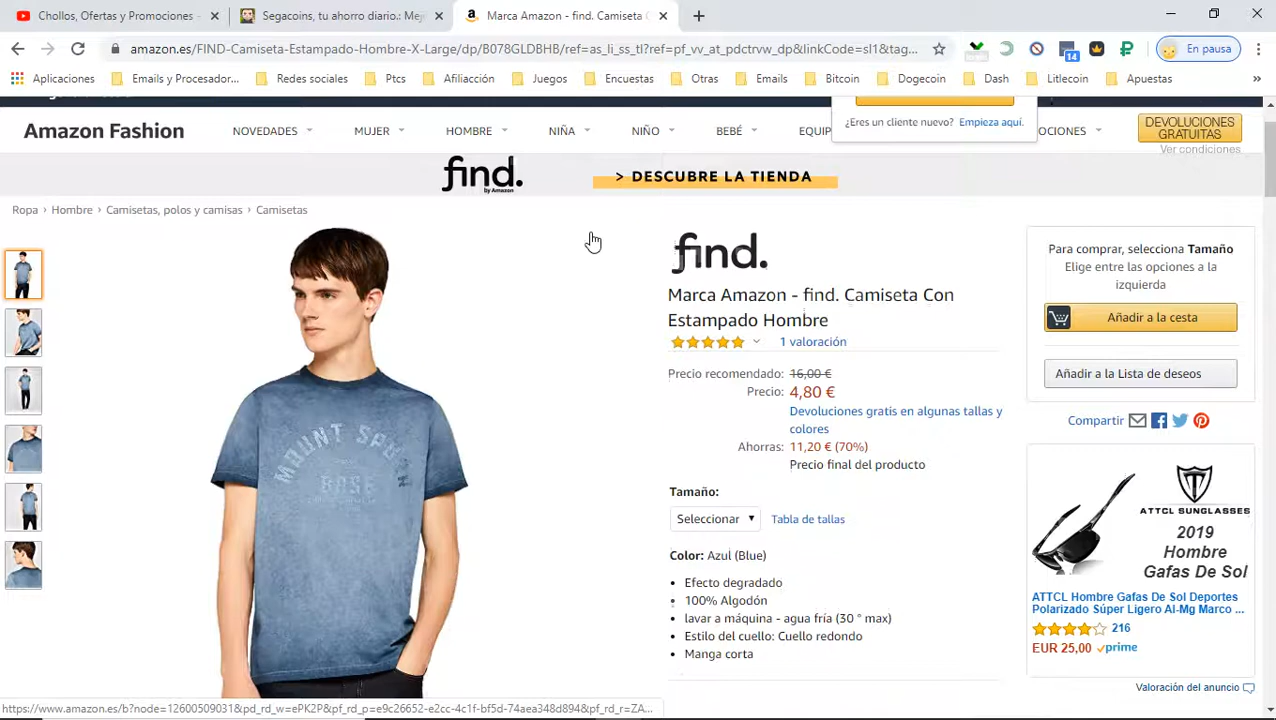 Chollos, Ofertas y Promociones -
Segacoins, tu ahorro diario.: Mej
Marca Amazon - find. Camiseta C
amazon.es/FIND-Camiseta-Estampado-Hombre-X-Large/dp/B078GLDBHB/ref=as_li_ss_tl?ref=pf_vv_at_pdctrvw_dp&linkCode=sl1&tag...
14
En pausa
Aplicaciones
Emails y Procesador...
Redes sociales
Ptcs
Afiliacción
Juegos
Encuestas
Otros
Emails
Bitcoin
Dogecoin
Dash
Litlecoin
Apuestas
»
Amazon Fashion
NOVEDADES
MUJER
HOMBRE
NIÑA
NIÑO
BEBÉ
EQUIP
OCIONES
¿Eres un cliente nuevo? Empieza aquí.
DEVOLUCIONES
GRATUITAS
Ver condiciones
find.
by Amazon
> DESCUBRE LA TIENDA
Ropa › Hombre › Camisetas, polos y camisas › Camisetas
find.
Marca Amazon - find. Camiseta Con
Estampado Hombre
1 valoración
Precio recomendado: 16,00 €
Precio: 4,80 €
Devoluciones gratis en algunas tallas y
colores
Ahorras: 11,20 € (70%)
Precio final del producto
Tamaño:
Seleccionar
Tabla de tallas
Color: Azul (Blue)
• Efecto degradado
• 100% Algodón
• lavar a máquina - agua fría (30 ° max)
• Estilo del cuello: Cuello redondo
• Manga corta
MOUNT SPO
BASE
Para comprar, selecciona Tamaño
Elige entre las opciones a la
izquierda
Añadir a la cesta
Añadir a la Lista de deseos
Compartir
ATTCL SUNGLASSES
2019
Hombre
Gafas De Sol
ATTCL Hombre Gafas De Sol Deportes
Polarizado Súper Ligero Al-Mg Marco ...
216
EUR 25,00 prime
Valoración del anuncio
https://www.amazon.es/b?node=12600509031&pd_rd_w=ePK2P&pf_rd_p=e9c26652-e2cc-4c1f-bf5d-74aea348d894&pf_rd_r=ZA...